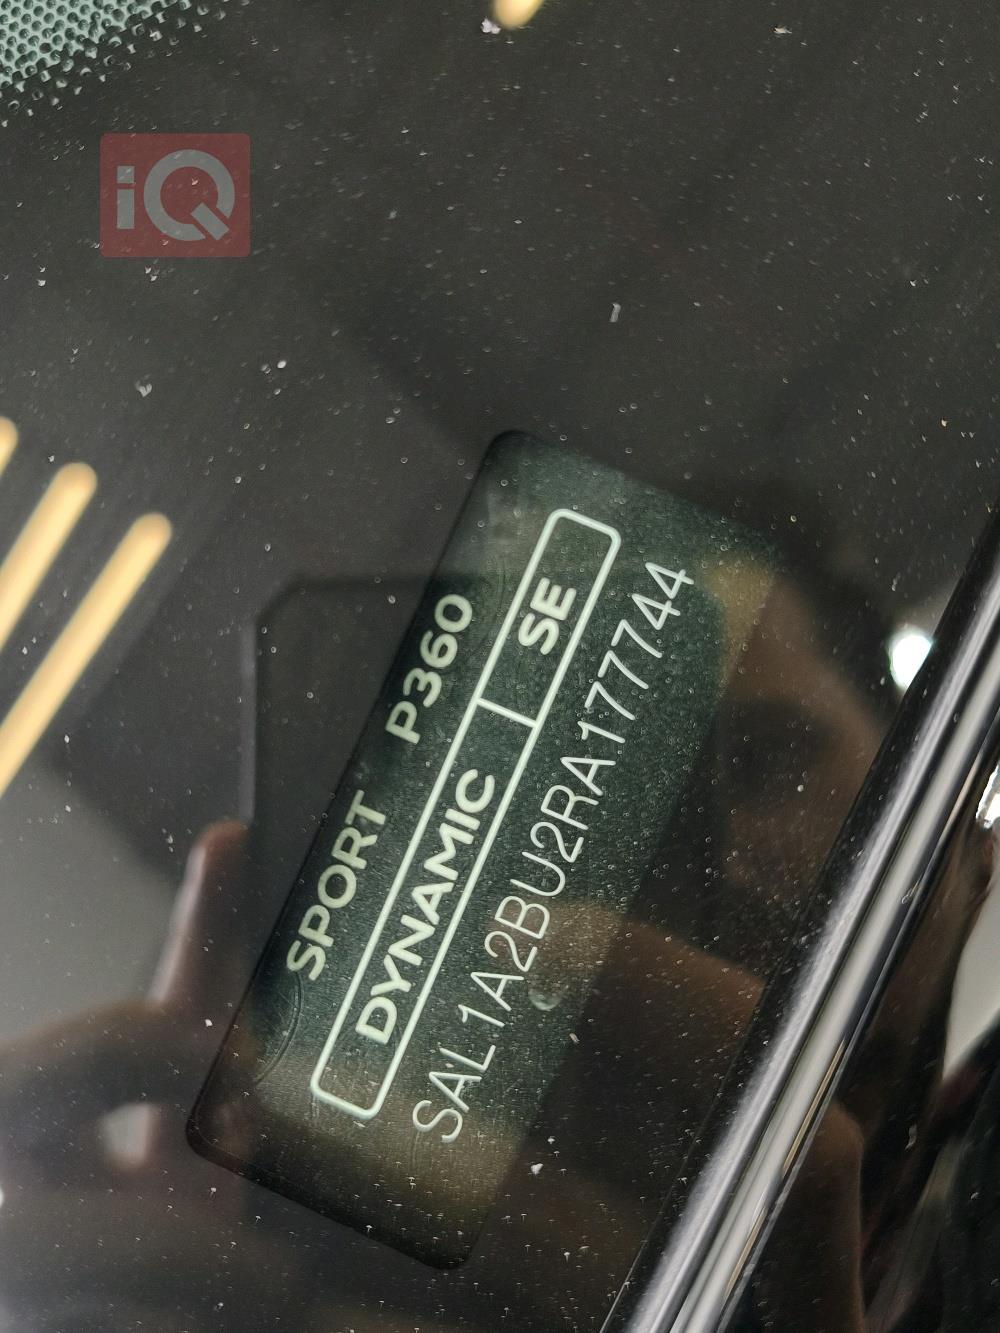 iQ
SPORT P360
DYNAMIC SE
SAL1A2BU2RA177744